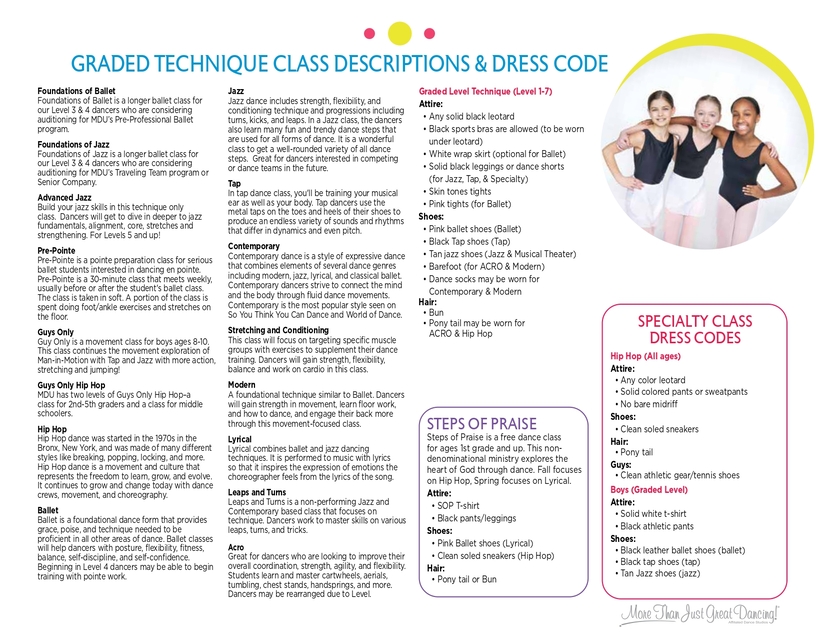 GRADED TECHNIQUE CLASS DESCRIPTIONS & DRESS CODE
Foundations of Ballet
Foundations of Ballet is a longer ballet class for
our Level 3 & 4 dancers who are considering
auditioning for MDU's Pre-Professional Ballet
program.
Foundations of Jazz
Foundations of Jazz is a longer ballet class for
our Level 3 & 4 dancers who are considering
auditioning for MDU's Traveling Team program or
Senior Company.
Advanced Jazz
Build your jazz skills in this technique only
class. Dancers will get to dive in deeper to jazz
fundamentals, alignment, core, stretches and
strengthening. For Levels 5 and up!
Pre-Pointe
Pre-Pointe is a pointe preparation class for serious
ballet students interested in dancing en pointe.
Pre-Pointe is a 30-minute class that meets weekly,
usually before or after the student's ballet class.
The class is taken in soft. A portion of the class is
spent doing foot/ankle exercises and stretches on
the floor.
Guys Only
Guy Only is a movement class for boys ages 8-10.
This class continues the movement exploration of
Man-in-Motion with Tap and Jazz with more action,
stretching and jumping!
Guys Only Hip Hop
MDU has two levels of Guys Only Hip Hop–a
class for 2nd-5th graders and a class for middle
schoolers.
Hip Hop
Hip Hop dance was started in the 1970s in the
Bronx, New York, and was made of many different
styles like breaking, popping, locking, and more.
Hip Hop dance is a movement and culture that
represents the freedom to learn, grow, and evolve.
It continues to grow and change today with dance
crews, movement, and choreography.
Ballet
Ballet is a foundational dance form that provides
grace, poise, and technique needed to be
proficient in all other areas of dance. Ballet classes
will help dancers with posture, flexibility, fitness,
balance, self-discipline, and self-confidence.
Beginning in Level 4 dancers may be able to begin
training with pointe work.
Jazz
Jazz dance includes strength, flexibility, and
conditioning technique and progressions including
turns, kicks, and leaps. In a Jazz class, the dancers
also learn many fun and trendy dance steps that
are used for all forms of dance. It is a wonderful
class to get a well-rounded variety of all dance
steps. Great for dancers interested in competing
or dance teams in the future.
Tap
In tap dance class, you'll be training your musical
ear as well as your body. Tap dancers use the
metal taps on the toes and heels of their shoes to
produce an endless variety of sounds and rhythms
that differ in dynamics and even pitch.
Contemporary
Contemporary dance is a style of expressive dance
that combines elements of several dance genres
including modern, jazz, lyrical, and classical ballet.
Contemporary dancers strive to connect the mind
and the body through fluid dance movements.
Contemporary is the most popular style seen on
So You Think You Can Dance and World of Dance.
Stretching and Conditioning
This class will focus on targeting specific muscle
groups with exercises to supplement their dance
training. Dancers will gain strength, flexibility,
balance and work on cardio in this class.
Modern
A foundational technique similar to Ballet. Dancers
will gain strength in movement, learn floor work,
and how to dance, and engage their back more
through this movement-focused class.
Lyrical
Lyrical combines ballet and jazz dancing
techniques. It is performed to music with lyrics
so that it inspires the expression of emotions the
choreographer feels from the lyrics of the song.
Leaps and Turns
Leaps and Turns is a non-performing Jazz and
Contemporary based class that focuses on
technique. Dancers work to master skills on various
leaps, turns, and tricks.
Acro
Great for dancers who are looking to improve their
overall coordination, strength, agility, and flexibility.
Students learn and master cartwheels, aerials,
tumbling, chest stands, handsprings, and more.
Dancers may be rearranged due to Level.
Graded Level Technique (Level 1-7)
Attire:
• Any solid black leotard
• Black sports bras are allowed (to be worn
under leotard)
• White wrap skirt (optional for Ballet)
• Solid black leggings or dance shorts
(for Jazz, Tap, & Specialty)
• Skin tones tights
• Pink tights (for Ballet)
Shoes:
• Pink ballet shoes (Ballet)
• Black Tap shoes (Tap)
• Tan jazz shoes (Jazz & Musical Theater)
• Barefoot (for ACRO & Modern)
• Dance socks may be worn for
Contemporary & Modern
Hair:
• Bun
• Pony tail may be worn for
ACRO & Hip Hop
STEPS OF PRAISE
Steps of Praise is a free dance class
for ages 1st grade and up. This non-
denominational ministry explores the
heart of God through dance. Fall focuses
on Hip Hop, Spring focuses on Lyrical.
Attire:
• SOP T-shirt
• Black pants/leggings
Shoes:
• Pink Ballet shoes (Lyrical)
• Clean soled sneakers (Hip Hop)
Hair:
• Pony tail or Bun
SPECIALTY CLASS
DRESS CODES
Hip Hop (All ages)
Attire:
• Any color leotard
• Solid colored pants or sweatpants
• No bare midriff
Shoes:
• Clean soled sneakers
Hair:
• Pony tail
Guys:
• Clean athletic gear/tennis shoes
Boys (Graded Level)
Attire:
• Solid white t-shirt
• Black athletic pants
Shoes:
• Black leather ballet shoes (ballet)
• Black tap shoes (tap)
• Tan Jazz shoes (jazz)
More Than Just Great Dancing!
Affiliated Dance Studios